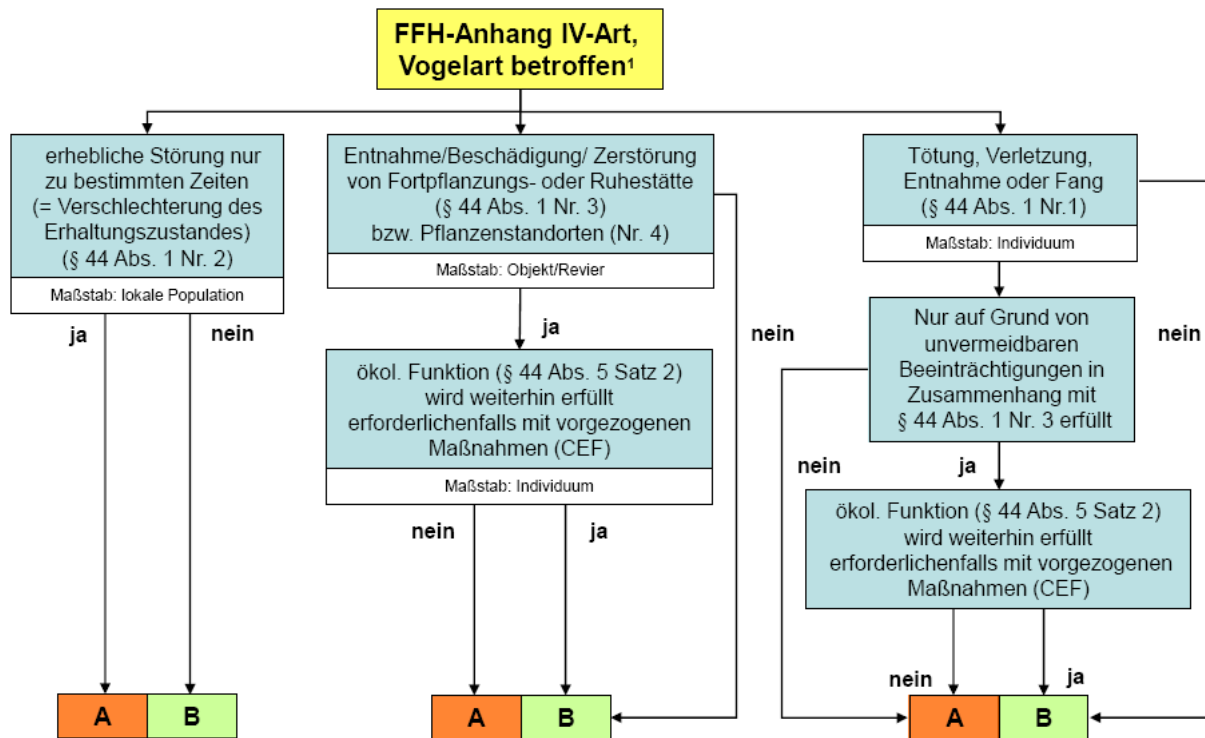 FFH-Anhang IV-Art,
Vogelart betroffen¹
erhebliche Störung nur
zu bestimmten Zeiten
(= Verschlechterung des
Erhaltungszustandes)
(§ 44 Abs. 1 Nr. 2)
Maßstab: lokale Population
ja
nein
A
B
Entnahme/Beschädigung/ Zerstörung
von Fortpflanzungs- oder Ruhestätte
(§ 44 Abs. 1 Nr. 3)
bzw. Pflanzenstandorten (Nr. 4)
Maßstab: Objekt/Revier
ja
nein
ökol. Funktion (§ 44 Abs. 5 Satz 2)
wird weiterhin erfüllt
erforderlichenfalls mit vorgezogenen
Maßnahmen (CEF)
Maßstab: Individuum
nein
ja
A
B
Tötung, Verletzung,
Entnahme oder Fang
(§ 44 Abs. 1 Nr.1)
Maßstab: Individuum
nein
Nur auf Grund von
unvermeidbaren
Beeinträchtigungen in
Zusammenhang mit
§ 44 Abs. 1 Nr. 3 erfüllt
nein
ja
ökol. Funktion (§ 44 Abs. 5 Satz 2)
wird weiterhin erfüllt
erforderlichenfalls mit vorgezogenen
Maßnahmen (CEF)
nein
ja
A
B